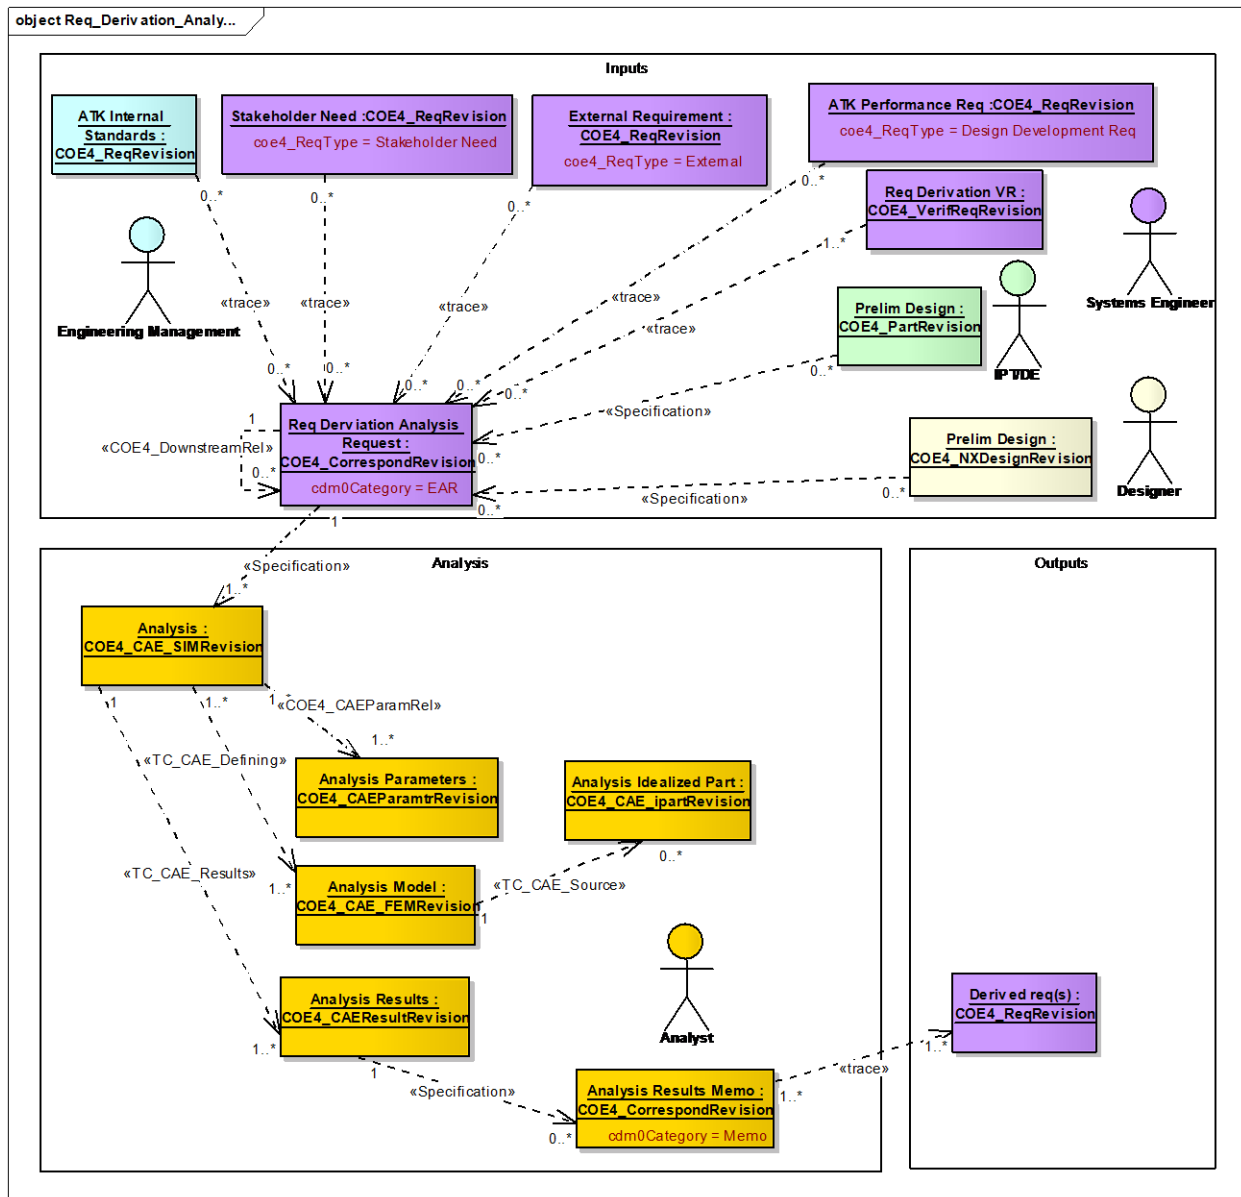 object Req_Derivation_Analy...
Inputs
ATK Internal
Standards :
COE4_ReqRevision
Stakeholder Need :COE4_ReqRevision
coe4_ReqType = Stakeholder Need
External Requirement :
COE4_ReqRevision
coe4_ReqType = External
ATK Performance Req :COE4_ReqRevision
coe4_ReqType = Design Development Req
0..*
0..*
0..*
0..*
Req Derivation VR :
COE4_VerifReqRevision
1..*
Engineering Management
Systems Engineer
«trace»
«trace»
«trace»
«trace»
«trace»
Prelim Design :
COE4_PartRevision
0..*
IPT/DE
0..*
0..*
0..*
0..*
0..*
«Specification»
1
Req Derviation Analysis
Request :
COE4_CorrespondRevision
cdm0Category = EAR
«COE4_DownstreamRel»
0..*
0..*
Prelim Design :
COE4_NXDesignRevision
Designer
«Specification»
0..*
0..*
1
«Specification»
1..*
Analysis
Outputs
Analysis :
COE4_CAE_SIMRevision
1
1..*
1
«COE4_CAEParamRel»
1..*
«TC_CAE_Defining»
Analysis Parameters :
COE4_CAEParamtrRevision
Analysis Idealized Part :
COE4_CAE_ipartRevision
0..*
«TC_CAE_Results»
1..*
Analysis Model :
COE4_CAE_FEMRevision
«TC_CAE_Source»
1
Analysis Results :
COE4_CAEResultRevision
1..*
1
Analyst
Derived req(s) :
COE4_ReqRevision
1..*
«trace»
«Specification»
0..*
Analysis Results Memo :
COE4_CorrespondRevision
cdm0Category = Memo
1..*